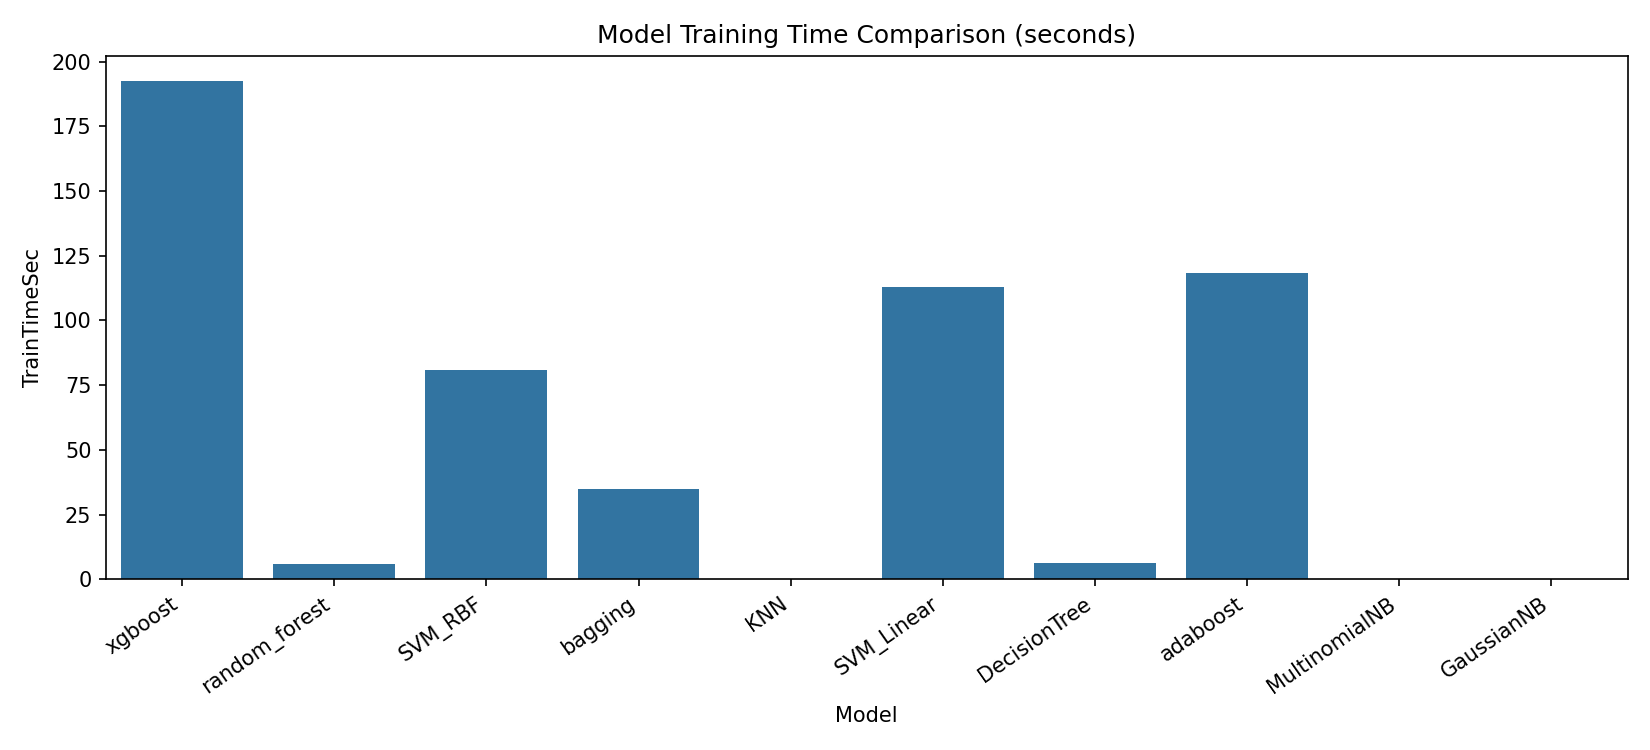 Model Training Time Comparison (seconds)
TrainTimeSec
200
175
150
125
100
75
50
25
0
xgboost
random_forest
SVM_RBF
bagging
KNN
SVM_Linear
DecisionTree
adaboost
MultinomialNB
GaussianNB
Model